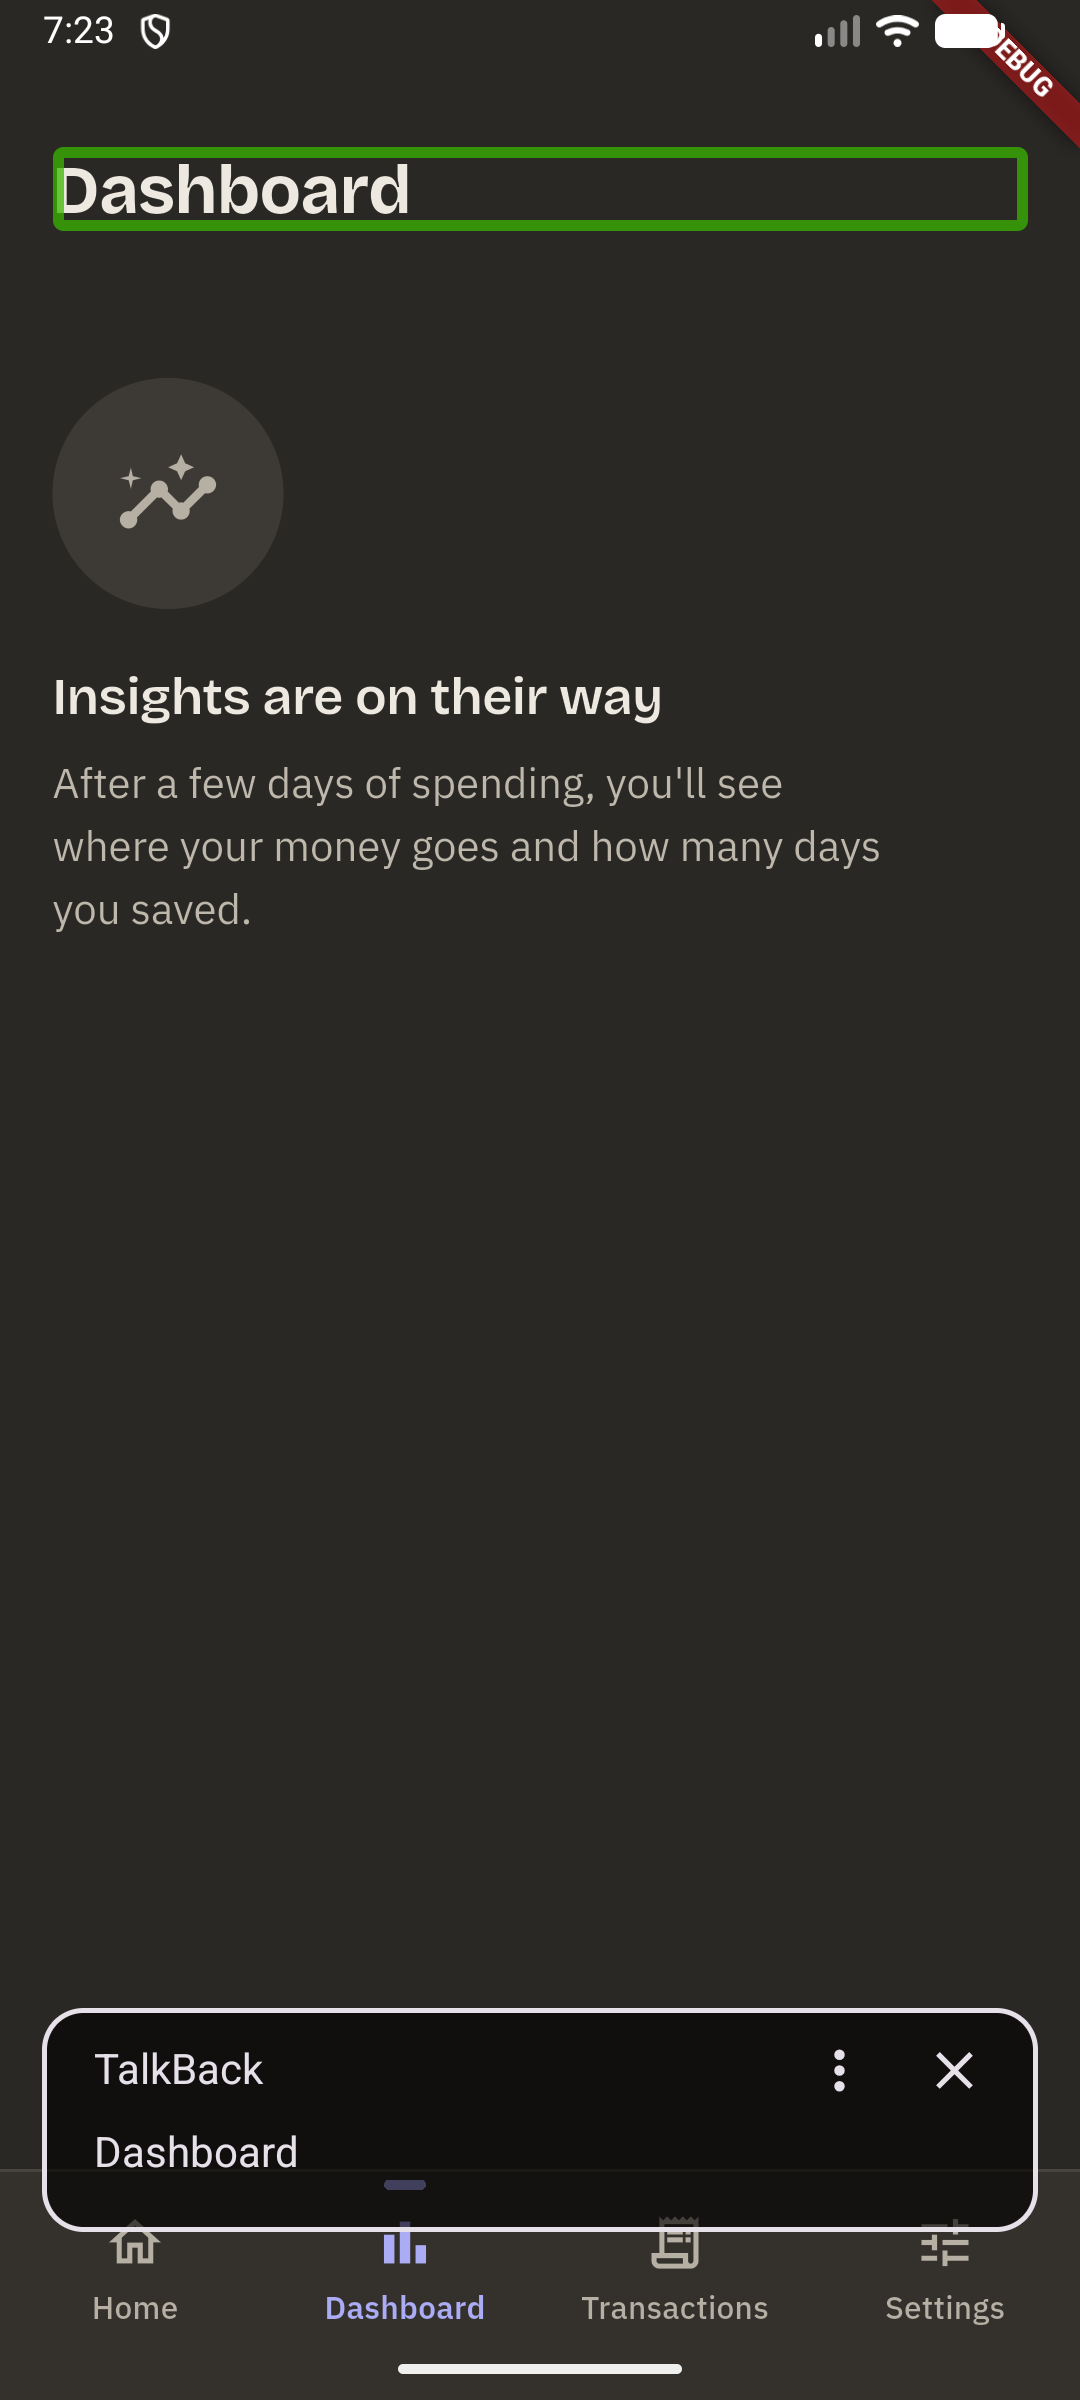 7:23
EBUG
Dashboard
Insights are on their way
After a few days of spending, you'll see
where your money goes and how many days
you saved.
TalkBack
Dashboard
Home
Dashboard
Transactions
Settings